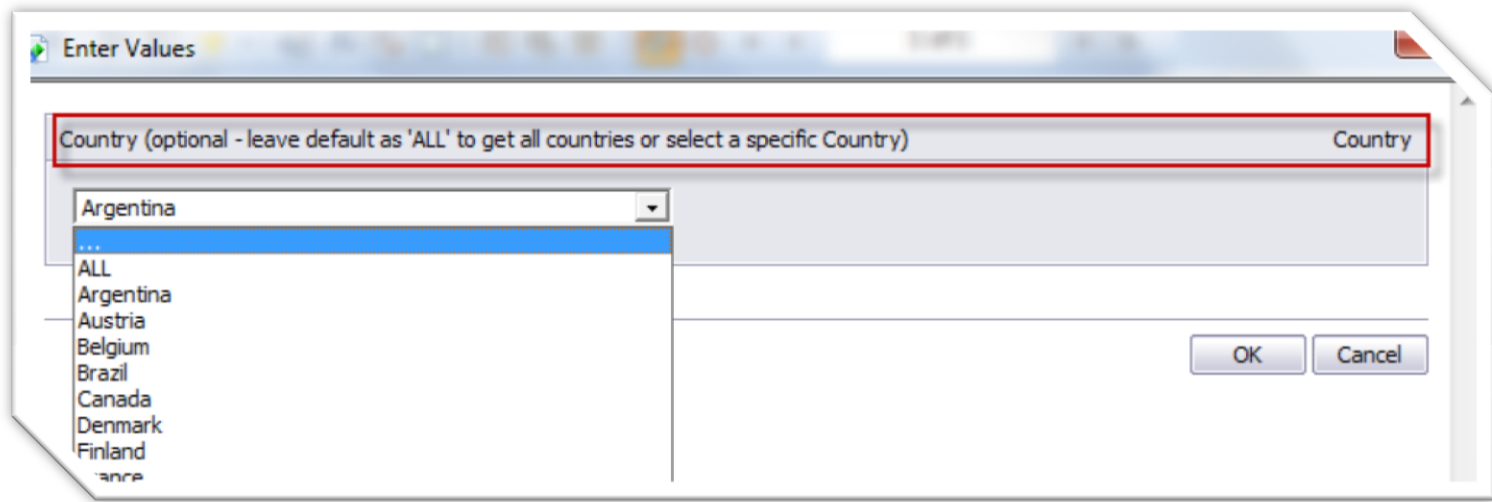 Enter Values
Country (optional - leave default as 'ALL' to get all countries or select a specific Country) Country
Argentina
...
ALL
Argentina
Austria
Belgium
Brazil
Canada
Denmark
Finland
OK Cancel